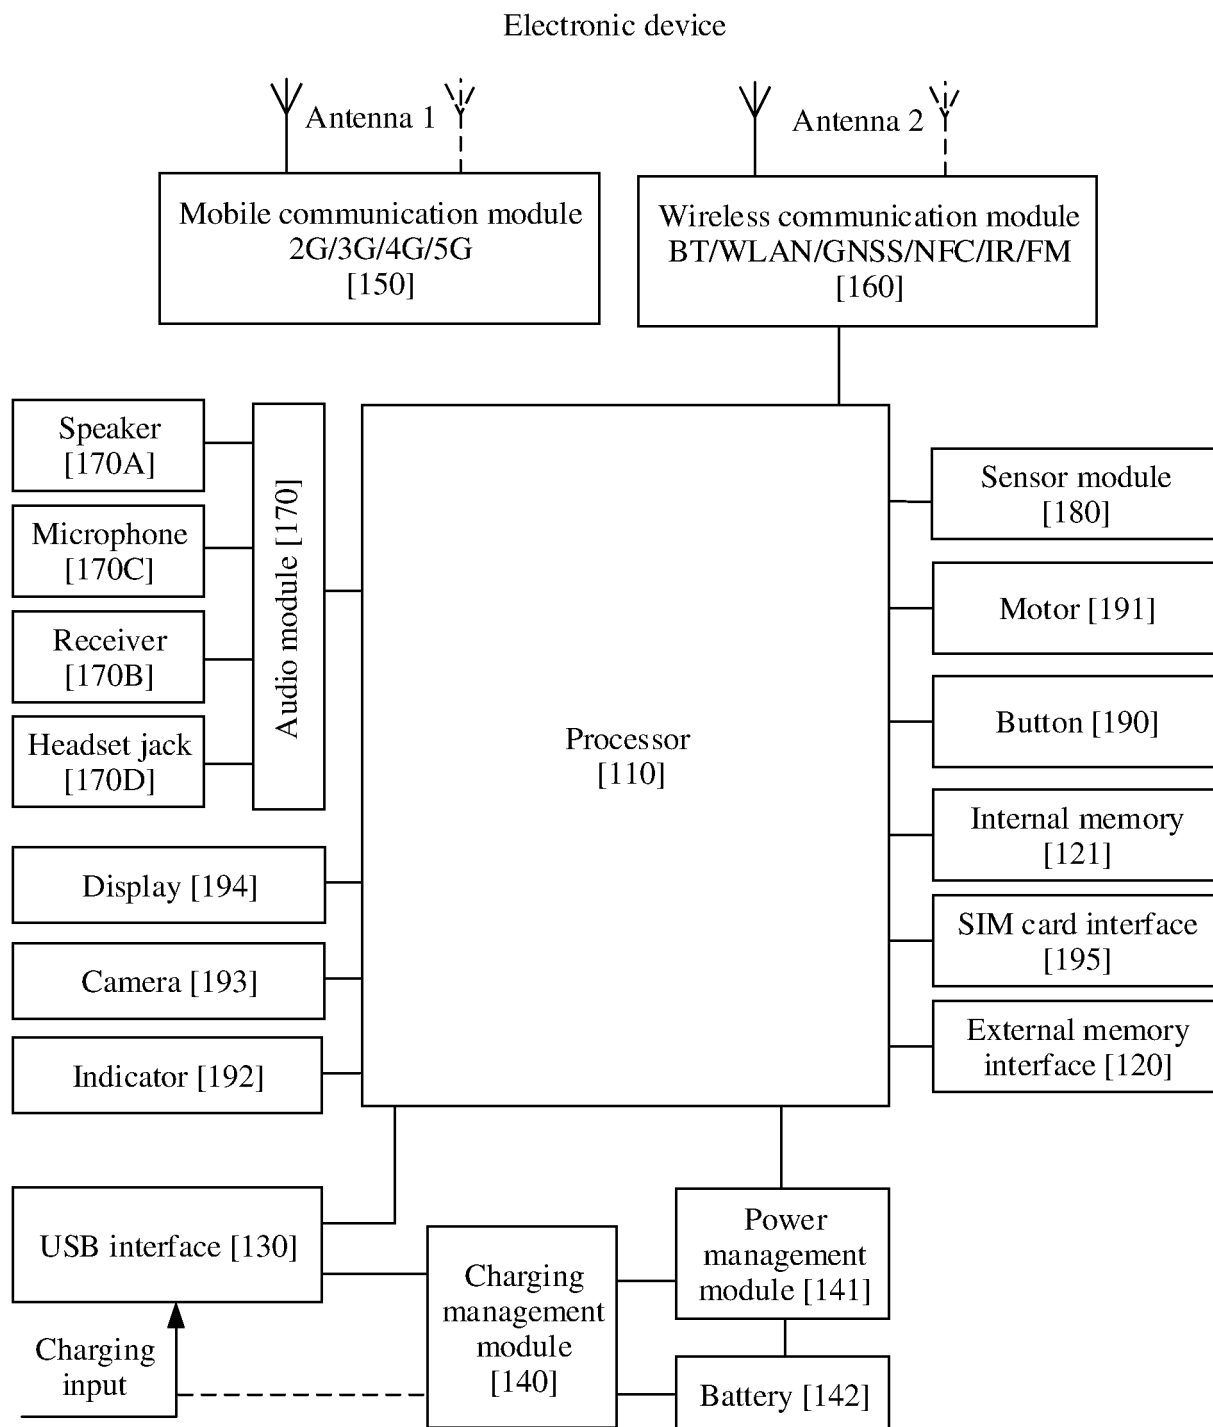 Electronic device
Antenna 1
Antenna 2
Mobile communication module
2G/3G/4G/5G
[150]
Wireless communication module
BT/WLAN/GNSS/NFC/IR/FM
[160]
Speaker
[170A]
Microphone
[170C]
Receiver
[170B]
Headset jack
[170D]
Audio module [170]
Display [194]
Camera [193]
Indicator [192]
Processor
[110]
Sensor module
[180]
Motor [191]
Button [190]
Internal memory
[121]
SIM card interface
[195]
External memory
interface [120]
USB interface [130]
Charging
input
Charging
management
module
[140]
Power
management
module [141]
Battery [142]